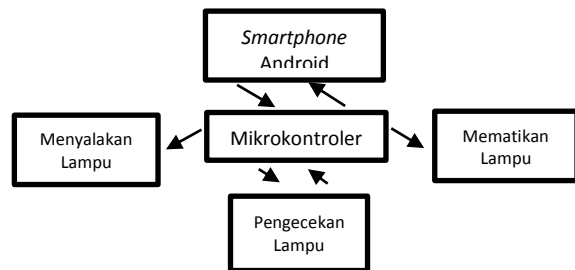 Smartphone
Android
Menyalakan
Lampu
Mikrokontroler
Mematikan
Lampu
Pengecekan
Lampu